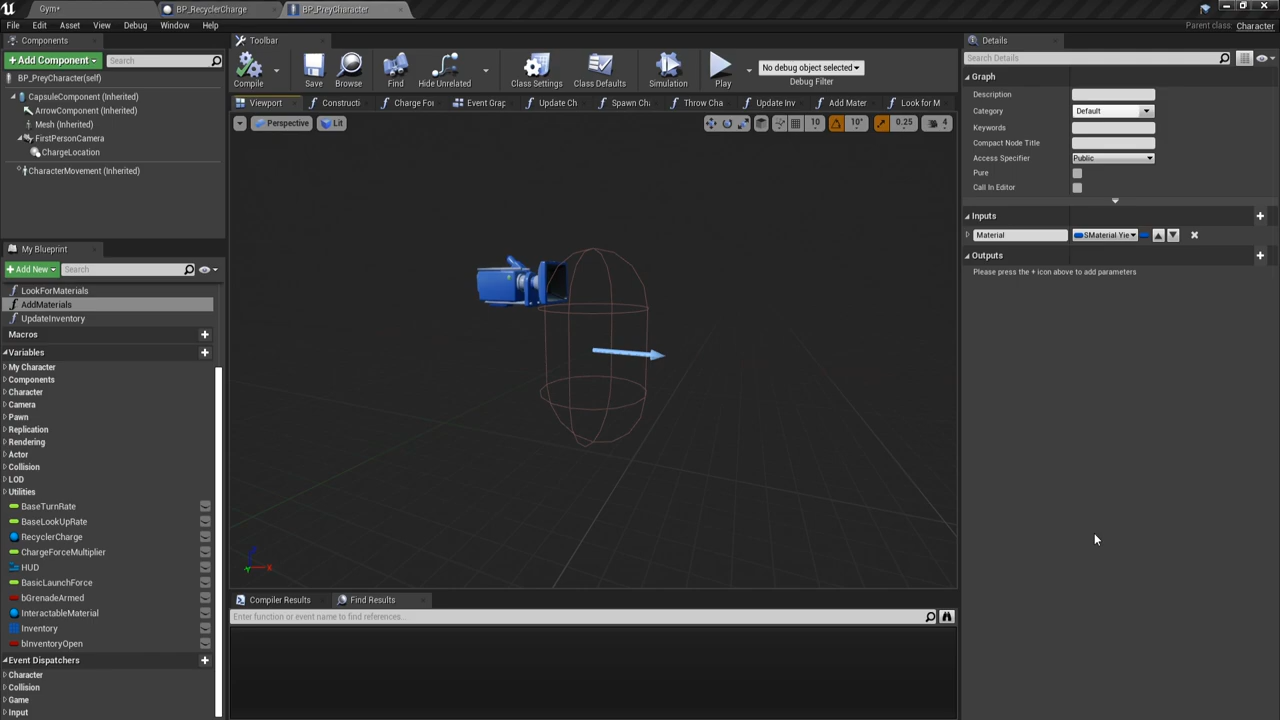 Gym*
BP_RecyclerCharge
BP_PreyCharacter
File Edit Asset View Debug Window Help
Parent class: Character
Components
+Add Component
Search
BP_PreyCharacter(self)
CapsuleComponent (Inherited)
ArrowComponent (Inherited)
Mesh (Inherited)
FirstPersonCamera
ChargeLocation
CharacterMovement (Inherited)
My Blueprint
+Add New
Search
LookForMaterials
AddMaterials
UpdateInventory
Macros
Variables
My Character
Components
Character
Camera
Pawn
Replication
Rendering
Actor
Collision
LOD
Utilities
BaseTurnRate
BaseLookUpRate
RecyclerCharge
ChargeForceMultiplier
HUD
BasicLaunchForce
bGrenadeArmed
InteractableMaterial
Inventory
bInventoryOpen
Event Dispatchers
Character
Collision
Game
Input
Toolbar
Compile
Save
Browse
Find
Hide Unrelated
Class Settings
Class Defaults
Simulation
Play
No debug object selected
Debug Filter
Viewport
Constructi
Charge For
Event Grap
Update Ch
Spawn Cha
Throw Cha
Update Inv
Add Mater
Look for M
Perspective
Lit
10
10°
0.25
4
Compiler Results
Find Results
Enter function or event name to find references...
Details
Search Details
Graph
Description
Category
Default
Keywords
Compact Node Title
Access Specifier
Public
Pure
Call In Editor
Inputs
Material
SMaterial Yie
Outputs
Please press the + icon above to add parameters